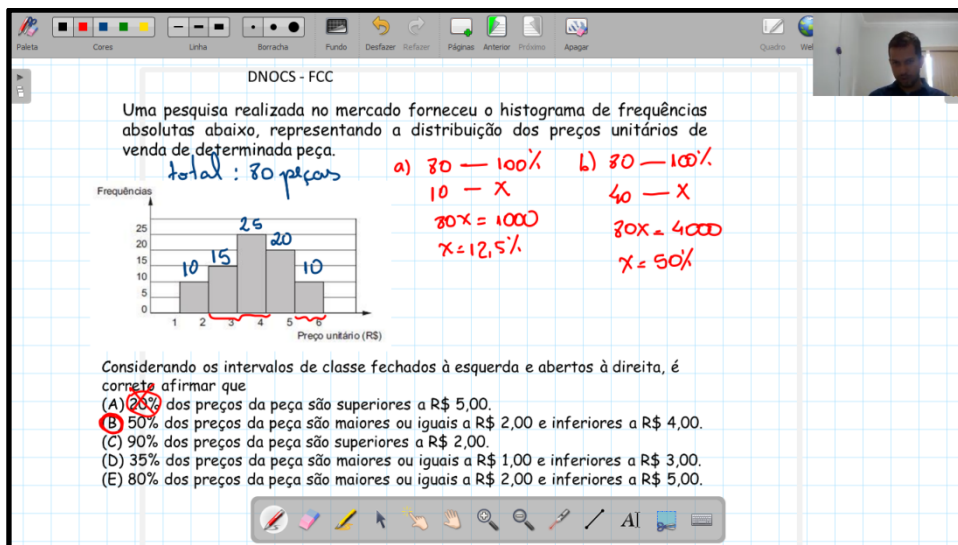 Paleta Cores Linha Borracha Fundo Desfazer Refazer Páginas Anterior Próximo Apagar Quadro
DNOCS - FCC
Uma pesquisa realizada no mercado forneceu o histograma de frequências
absolutas abaixo, representando a distribuição dos preços unitários de
venda de determinada peça.
total : 80 peças
a) 80 — 100%
10 — x
80x = 1000
x = 12,5%
b) 80 — 100%
40 — x
80x = 4000
x = 50%
Frequências
25
20
15
10
5
0
10 15 25 20 10
1 2 3 4 5 6
Preço unitário (R$)
Considerando os intervalos de classe fechados à esquerda e abertos à direita, é
correto afirmar que
(A) 20% dos preços da peça são superiores a R$ 5,00.
(B) 50% dos preços da peça são maiores ou iguais a R$ 2,00 e inferiores a R$ 4,00.
(C) 90% dos preços da peça são superiores a R$ 2,00.
(D) 35% dos preços da peça são maiores ou iguais a R$ 1,00 e inferiores a R$ 3,00.
(E) 80% dos preços da peça são maiores ou iguais a R$ 2,00 e inferiores a R$ 5,00.
AI